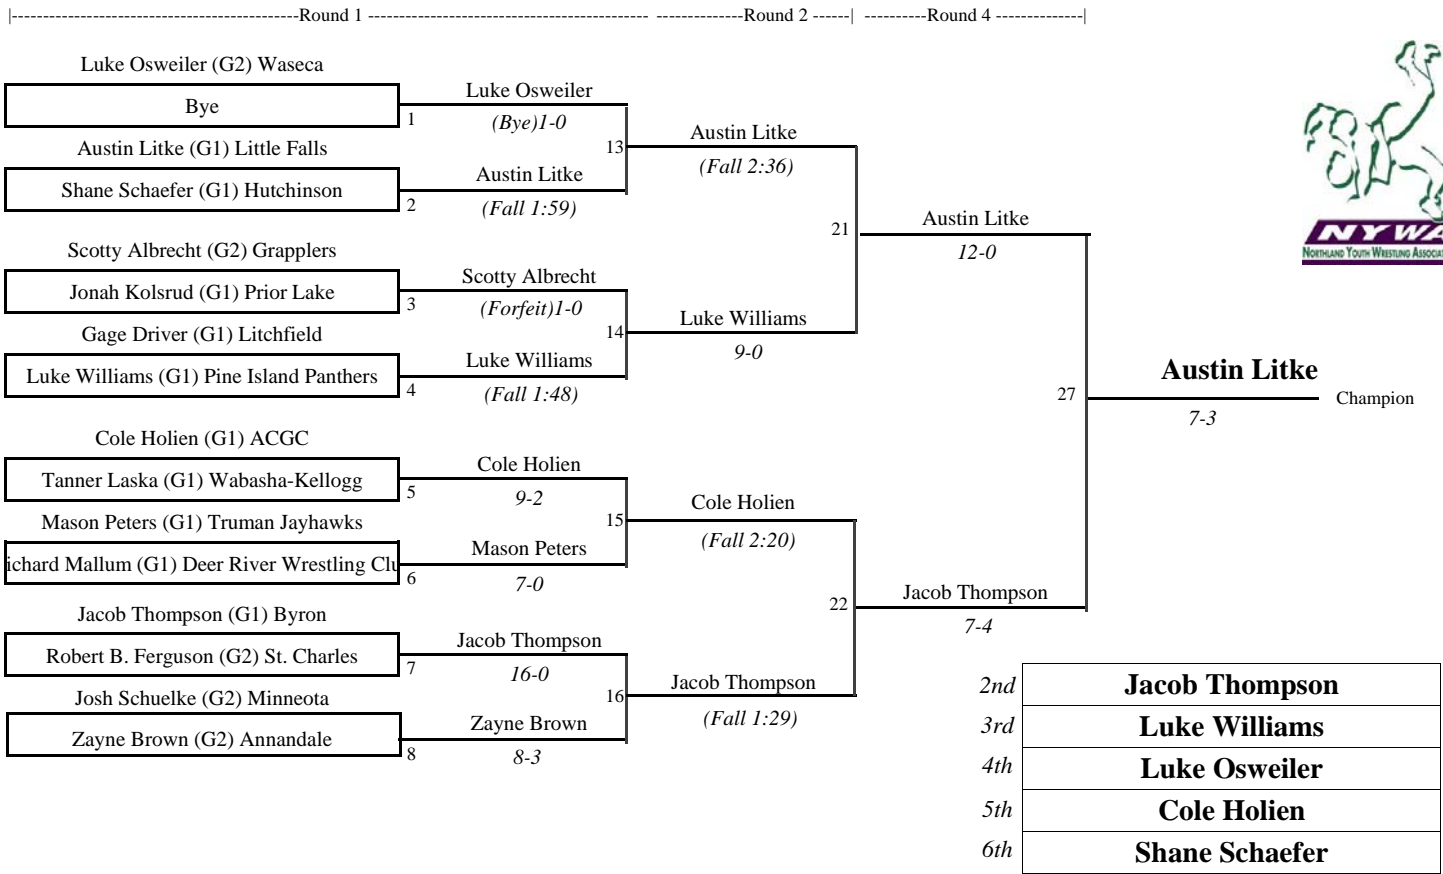 |-----------------------------------------------Round 1 ---------------------------------------------- --------------Round 2 ------| ----------Round 4 --------------|
Luke Osweiler (G2) Waseca
Bye
1
Austin Litke (G1) Little Falls
Shane Schaefer (G1) Hutchinson
2
Scotty Albrecht (G2) Grapplers
Jonah Kolsrud (G1) Prior Lake
3
Gage Driver (G1) Litchfield
Luke Williams (G1) Pine Island Panthers
4
Cole Holien (G1) ACGC
Tanner Laska (G1) Wabasha-Kellogg
5
Mason Peters (G1) Truman Jayhawks
ichard Mallum (G1) Deer River Wrestling Clu
6
Jacob Thompson (G1) Byron
Robert B. Ferguson (G2) St. Charles
7
Josh Schuelke (G2) Minneota
Zayne Brown (G2) Annandale
8
Luke Osweiler
(Bye)1-0
13
Austin Litke
(Fall 1:59)
Scotty Albrecht
(Forfeit)1-0
14
Luke Williams
(Fall 1:48)
Cole Holien
9-2
15
Mason Peters
7-0
Jacob Thompson
16-0
16
Zayne Brown
8-3
Austin Litke
(Fall 2:36)
21
Luke Williams
9-0
Cole Holien
(Fall 2:20)
22
Jacob Thompson
(Fall 1:29)
Austin Litke
12-0
27
Jacob Thompson
7-4
Austin Litke
Champion
7-3
NYWA
NORTHLAND YOUTH WRESTLING ASSOCIAT
2nd Jacob Thompson
3rd Luke Williams
4th Luke Osweiler
5th Cole Holien
6th Shane Schaefer